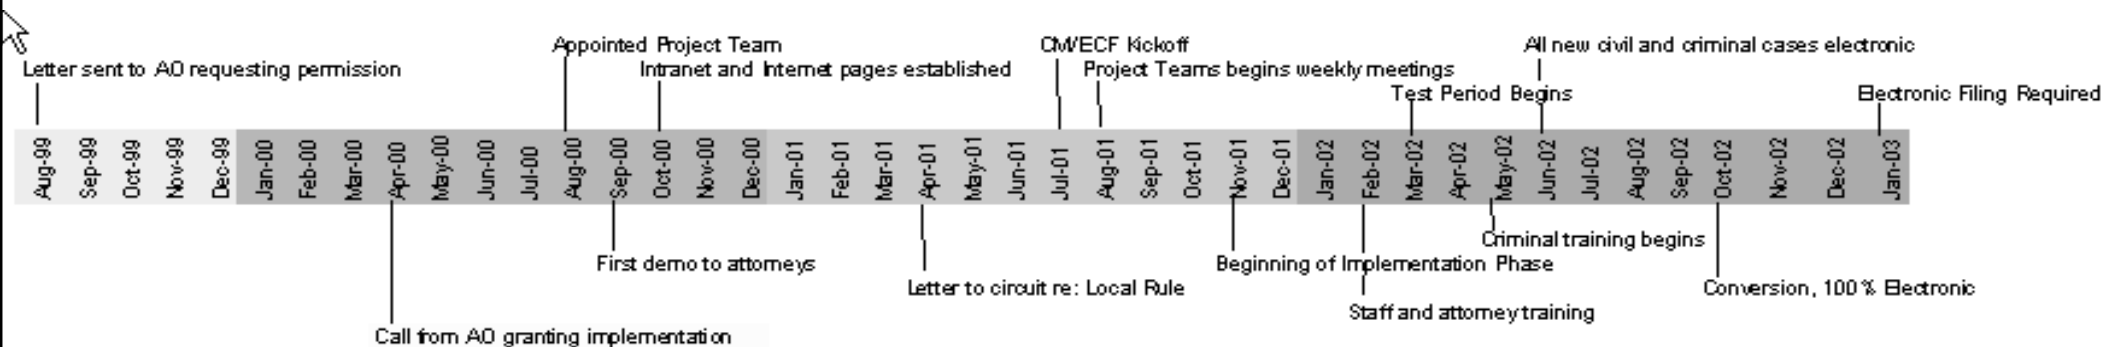 Appointed Project Team
CM/ECF Kickoff
All new civil and criminal cases electronic
Letter sent to AO requesting permission
Intranet and Internet pages established
Project Teams begins weekly meetings
Test Period Begins
Electronic Filing Required
Aug-99
Sep-99
Oct-99
Nov-99
Dec-99
Jan-00
Feb-00
Mar-00
Apr-00
May-00
Jun-00
Jul-00
Aug-00
Sep-00
Oct-00
Nov-00
Dec-00
Jan-01
Feb-01
Mar-01
Apr-01
May-01
Jun-01
Jul-01
Aug-01
Sep-01
Oct-01
Nov-01
Dec-01
Jan-02
Feb-02
Mar-02
Apr-02
May-02
Jun-02
Jul-02
Aug-02
Sep-02
Oct-02
Nov-02
Dec-02
Jan-03
Criminal training begins
First demo to attorneys
Beginning of Implementation Phase
Letter to circuit re: Local Rule
Conversion, 100% Electronic
Staff and attorney training
Call from AO granting implementation